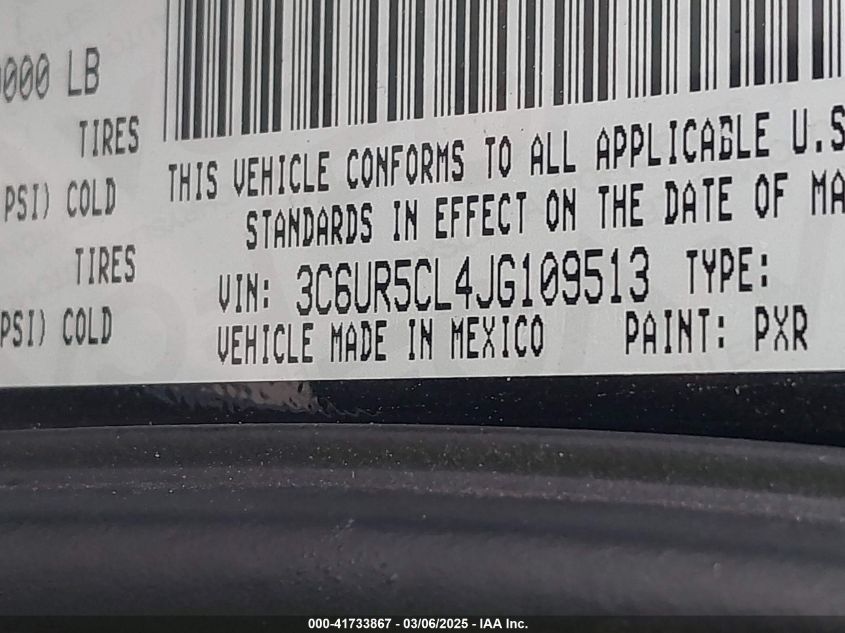 000 LB
TIRES
PSI) COLD
TIRES
PSI) COLD
THIS VEHICLE CONFORMS TO ALL APPLICABLE U.S
STANDARDS IN EFFECT ON THE DATE OF MA
VIN: 3C6UR5CL4JG109513 TYPE:
VEHICLE MADE IN MEXICO PAINT: PXR
000-41733867 - 03/06/2025 - IAA Inc.